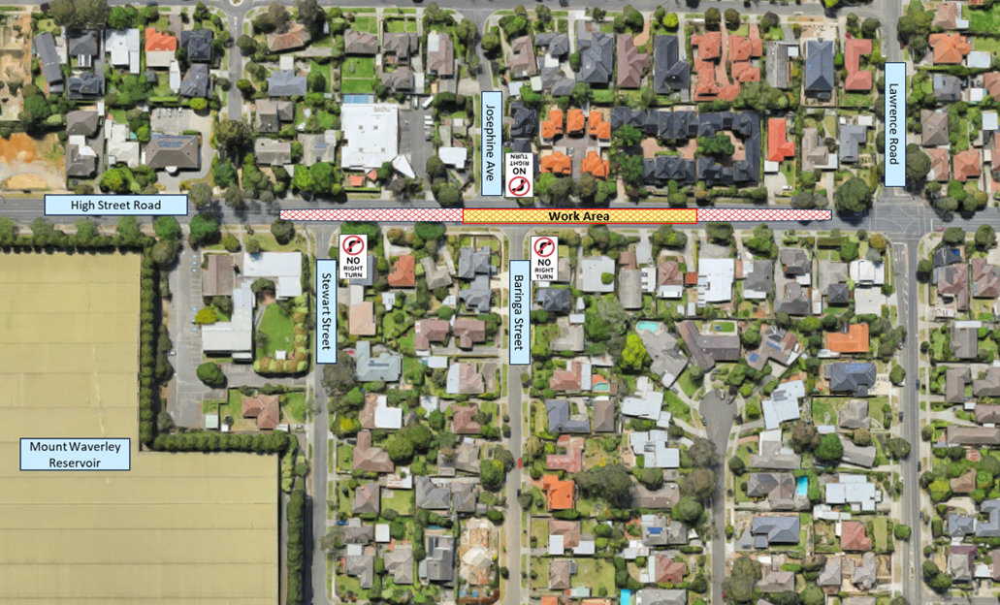 Josephine Ave
Lawrence Road
NO
RIGHT
TURN
High Street Road
Work Area
NO
RIGHT
TURN
NO
RIGHT
TURN
Stewart Street
Baringa Street
Mount Waverley
Reservoir